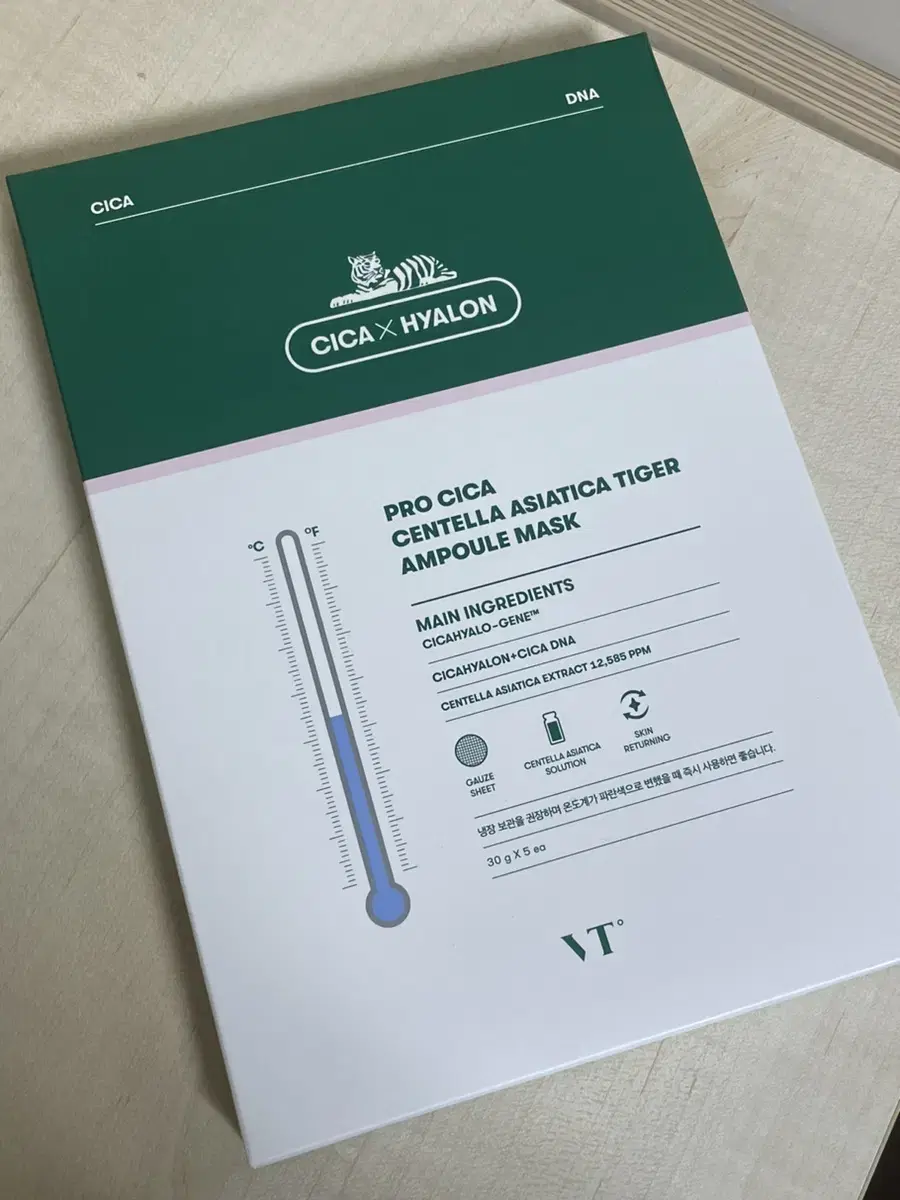 CICA
DNA
CICA X HYALON
PRO CICA
CENTELLA ASIATICA TIGER
AMPOULE MASK
°C
°F
MAIN INGREDIENTS
CICAHYALO-GENE™
CICAHYALON+CICA DNA
CENTELLA ASIATICA EXTRACT 12,585 PPM
GAUZE
SHEET
CENTELLA ASIATICA
SOLUTION
SKIN
RETURNING
냉장 보관을 권장하며 온도계가 파란색으로 변했을 때 즉시 사용하면 좋습니다.
30 g X 5 ea
VT°